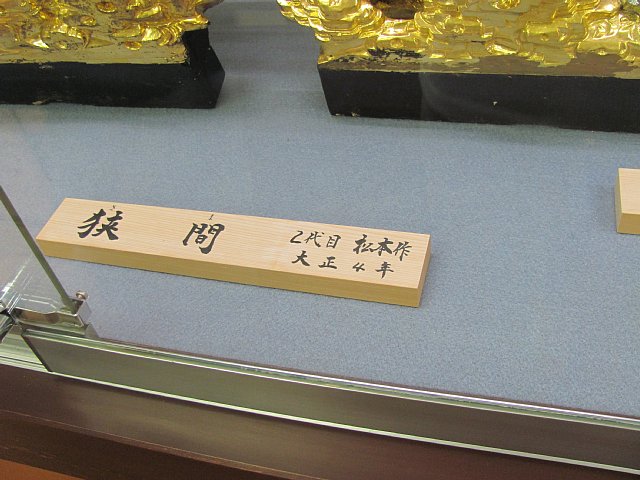 狭間
2代目 松本作
大正4年